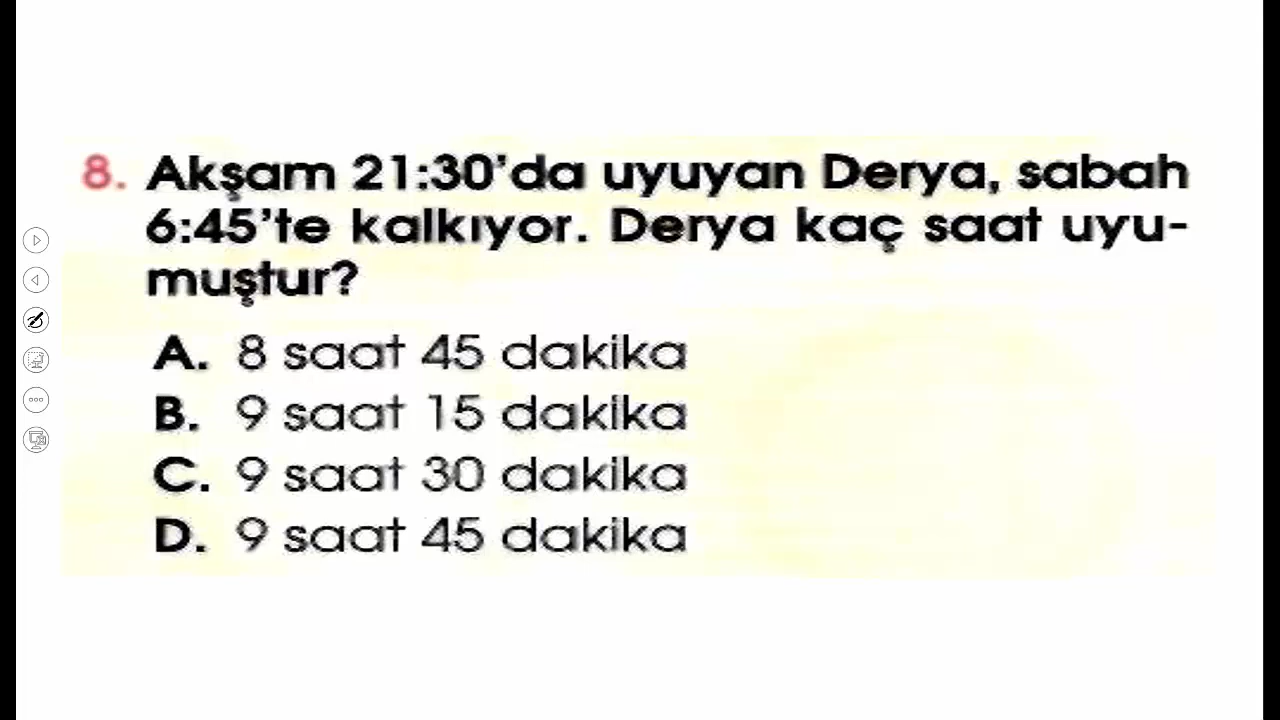 8. Akşam 21:30'da uyuyan Derya, sabah
6:45'te kalkıyor. Derya kaç saat uyu-
muştur?
A. 8 saat 45 dakika
B. 9 saat 15 dakika
C. 9 saat 30 dakika
D. 9 saat 45 dakika